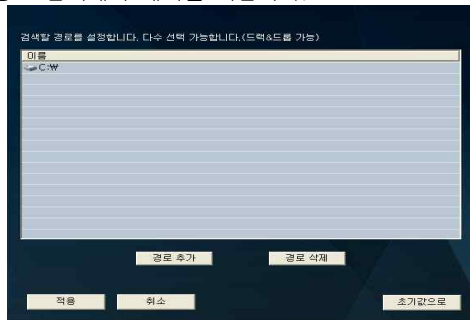 검색할 경로를 설정합니다. 다수 선택 가능합니다.(드랙&드롭 가능)
이름
C:₩
경로 추가
경로 삭제
적용
취소
초기값으로